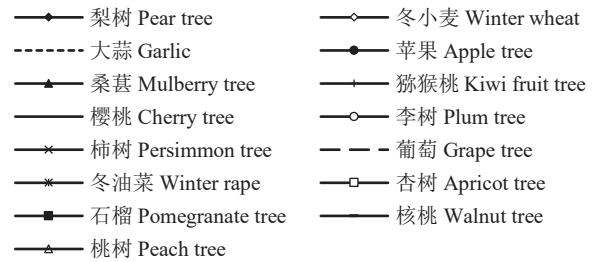 梨树 Pear tree
大蒜 Garlic
桑葚 Mulberry tree
樱桃 Cherry tree
柿树 Persimmon tree
冬油菜 Winter rape
石榴 Pomegranate tree
桃树 Peach tree
冬小麦 Winter wheat
苹果 Apple tree
猕猴桃 Kiwi fruit tree
李树 Plum tree
葡萄 Grape tree
杏树 Apricot tree
核桃 Walnut tree